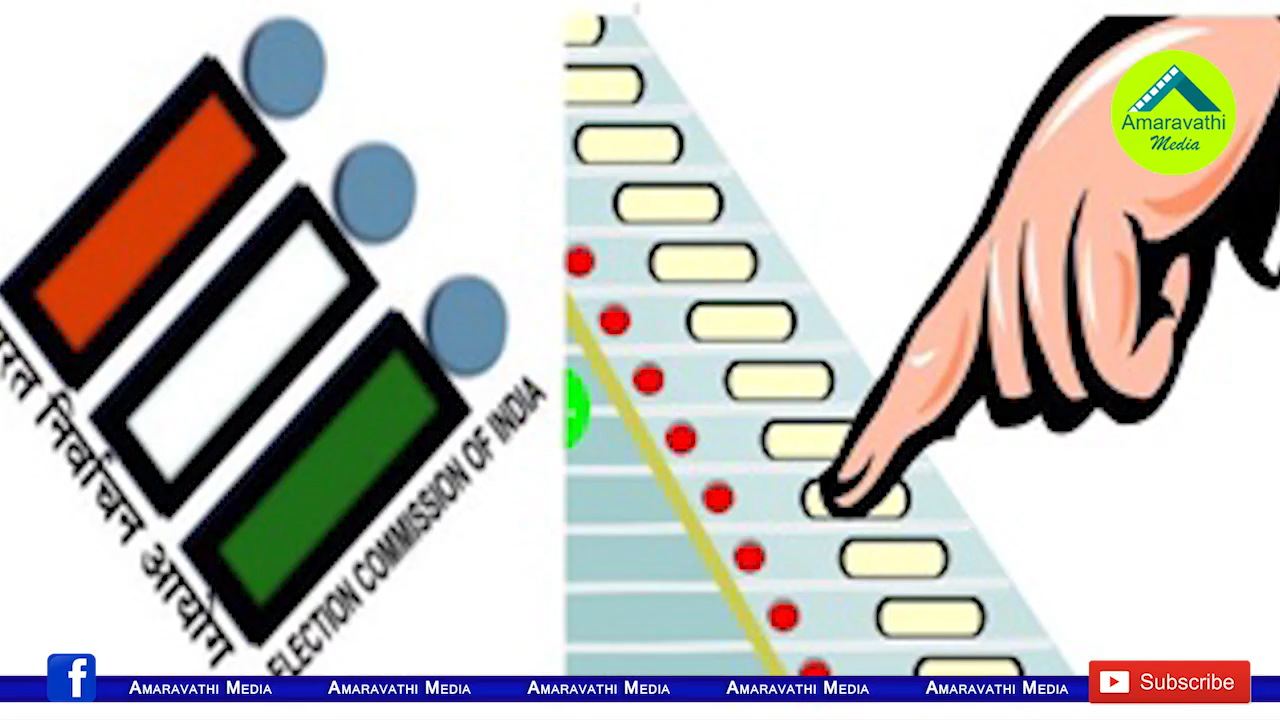 भारत निर्वाचन आयोग
ELECTION COMMISSION OF INDIA
Amaravathi
Media
f
AMARAVATHI MEDIA AMARAVATHI MEDIA AMARAVATHI MEDIA AMARAVATHI MEDIA AMARAVATHI MEDIA
Subscribe